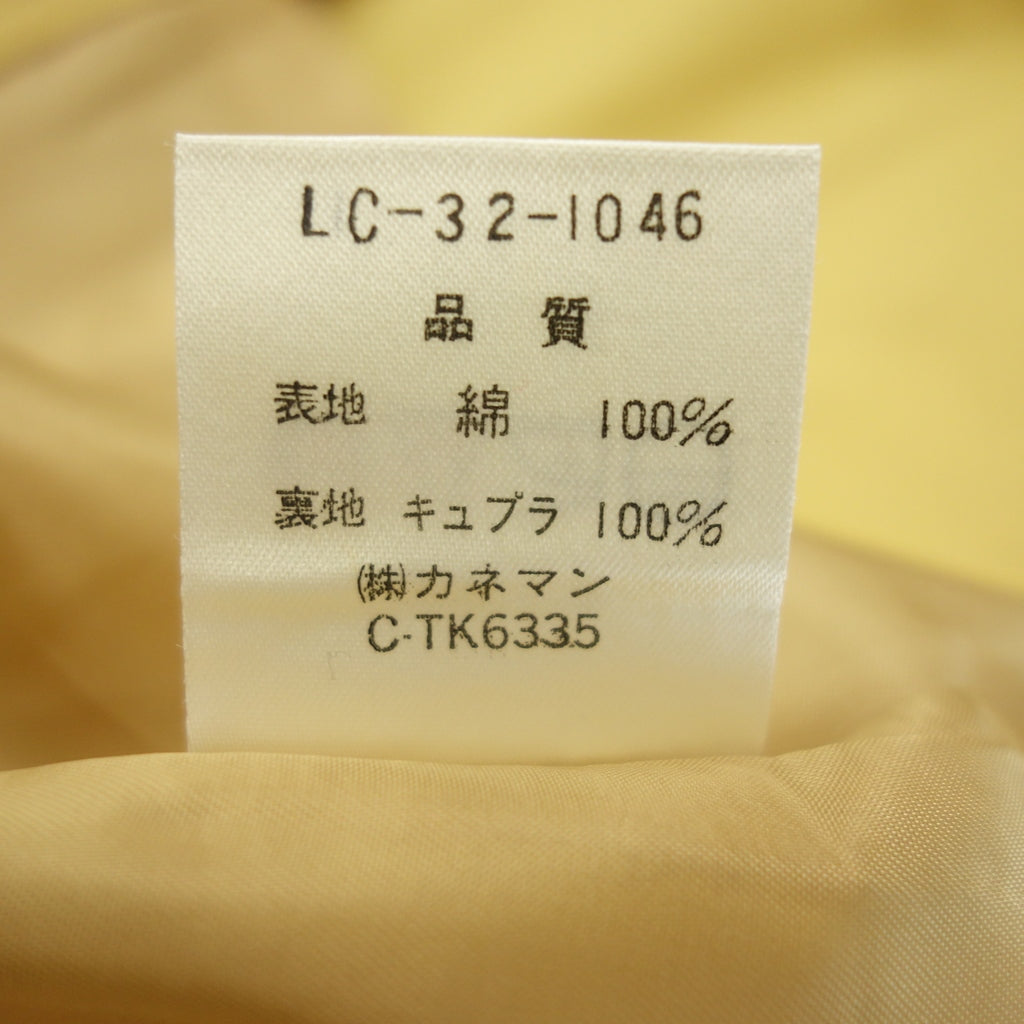 LC-32-1046
品 質
表地 綿 100%
裏地 キュプラ 100%
㈱カネマン
C-TK6335